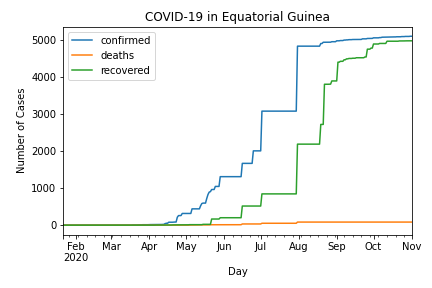 COVID-19 in Equatorial Guinea
confirmed
deaths
recovered
Number of Cases
5000
4000
3000
2000
1000
0
Feb Mar Apr May Jun Jul Aug Sep Oct Nov
2020
Day